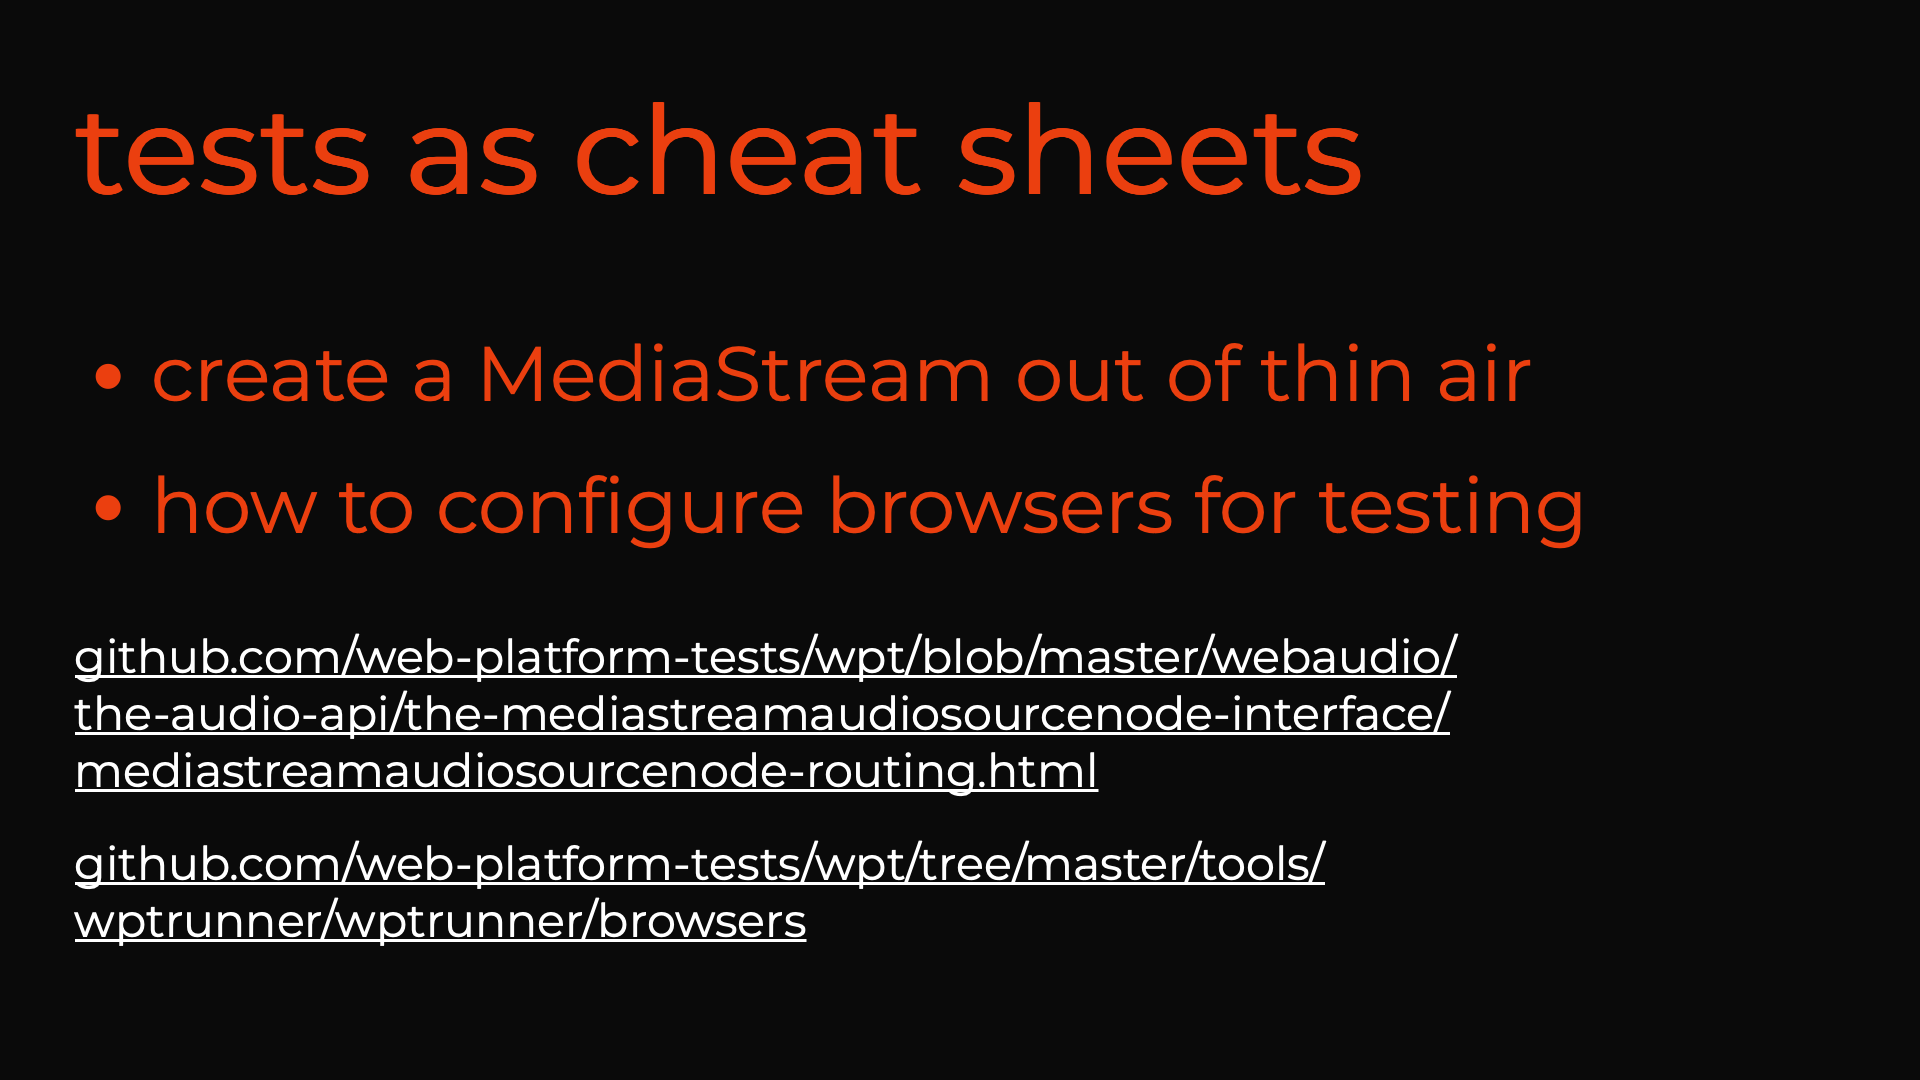 tests as cheat sheets
• create a MediaStream out of thin air
• how to configure browsers for testing
github.com/web-platform-tests/wpt/blob/master/webaudio/
the-audio-api/the-mediastreamaudiosourcenode-interface/
mediastreamaudiosourcenode-routing.html
github.com/web-platform-tests/wpt/tree/master/tools/
wptrunner/wptrunner/browsers